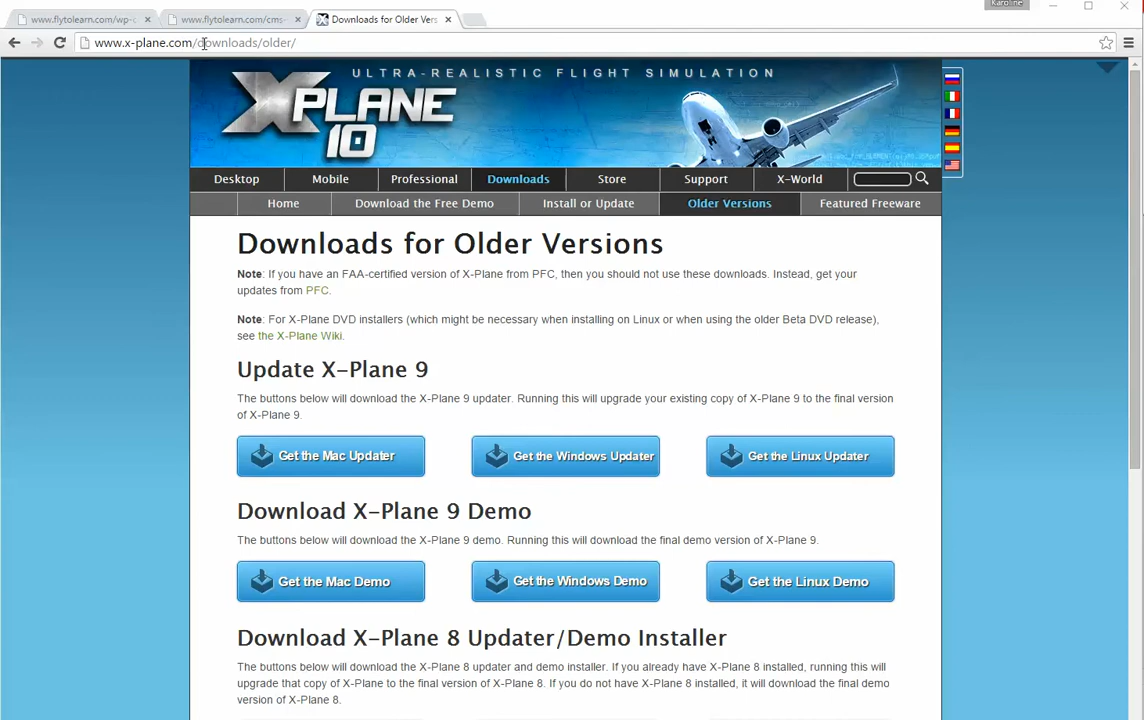 Karoline
www.flytolearn.com/wp-c
www.flytolearn.com/cms-
Downloads for Older Vers
www.x-plane.com/downloads/older/
ULTRA-REALISTIC FLIGHT SIMULATION
XPLANE
10
Desktop Mobile Professional Downloads Store Support X-World
Home Download the Free Demo Install or Update Older Versions Featured Freeware
Downloads for Older Versions
Note: If you have an FAA-certified version of X-Plane from PFC, then you should not use these downloads. Instead, get your
updates from PFC.
Note: For X-Plane DVD installers (which might be necessary when installing on Linux or when using the older Beta DVD release),
see the X-Plane Wiki.
Update X-Plane 9
The buttons below will download the X-Plane 9 updater. Running this will upgrade your existing copy of X-Plane 9 to the final version
of X-Plane 9.
Get the Mac Updater Get the Windows Updater Get the Linux Updater
Download X-Plane 9 Demo
The buttons below will download the X-Plane 9 demo. Running this will download the final demo version of X-Plane 9.
Get the Mac Demo Get the Windows Demo Get the Linux Demo
Download X-Plane 8 Updater/Demo Installer
The buttons below will download the X-Plane 8 updater and demo installer. If you already have X-Plane 8 installed, running this will
upgrade that copy of X-Plane to the final version of X-Plane 8. If you do not have X-Plane 8 installed, it will download the final demo
version of X-Plane 8.